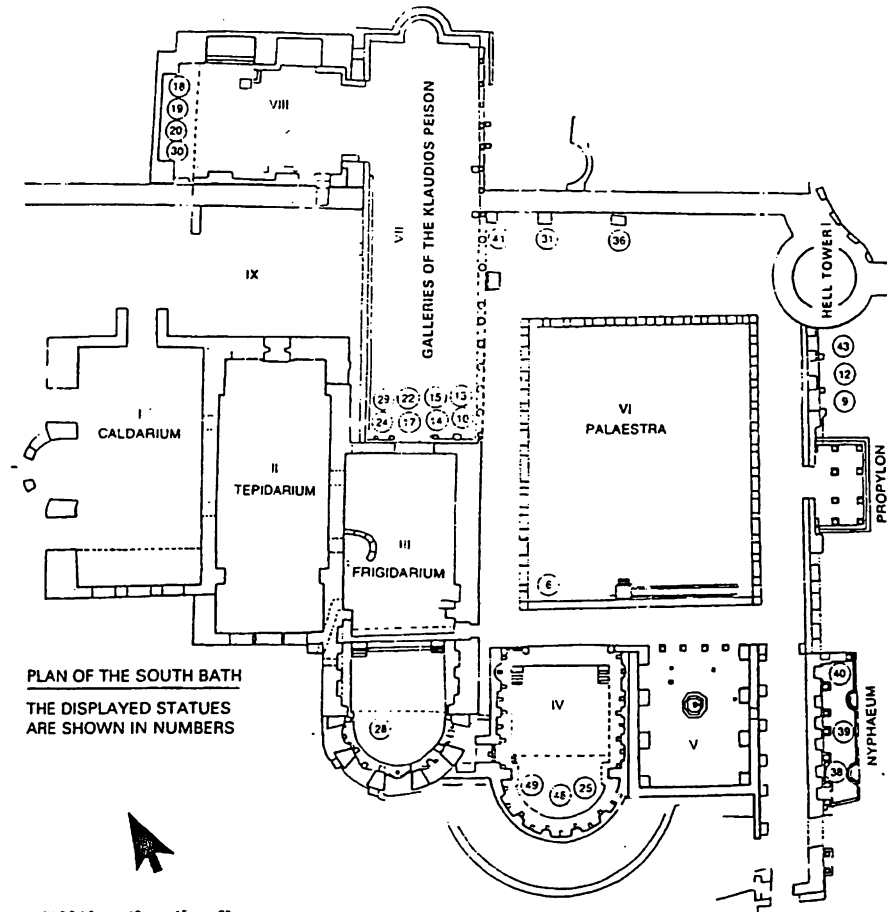 18
19
20
30
VIII
VII
GALLERIES OF THE KLAUDIOS PEISON
41
31
36
HELL TOWER I
IX
43
12
9
29 22 15 13
24 17 14 10
I
CALDARIUM
II
TEPIDARIUM
III
FRIGIDARIUM
VI
PALAESTRA
PROPYLON
6
PLAN OF THE SOUTH BATH
THE DISPLAYED STATUES
ARE SHOWN IN NUMBERS
28
IV
V
49
25
40
39
38
NYPHAEUM